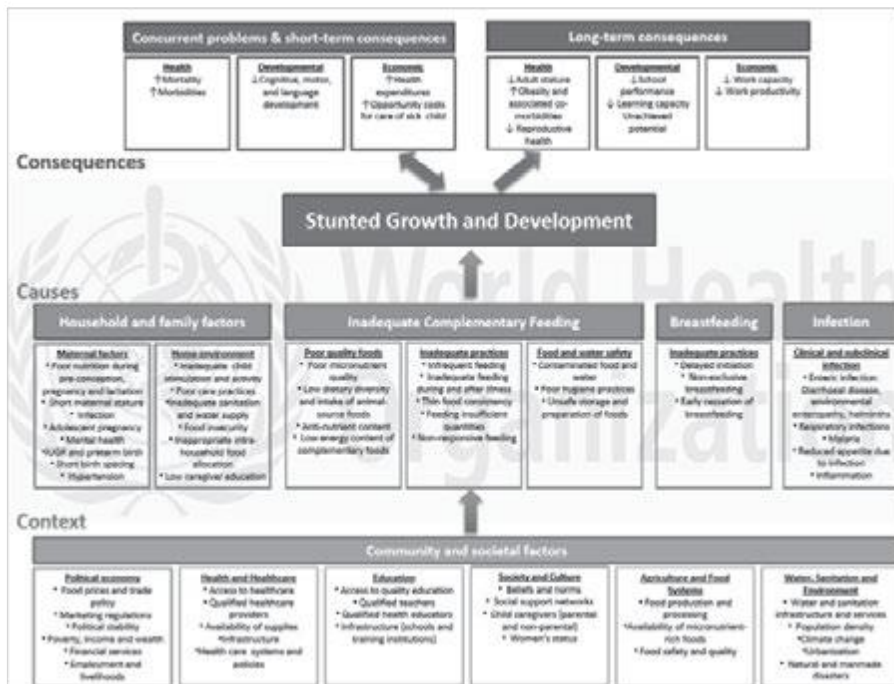 Concurrent problems & short-term consequences
Long-term consequences
Health
↑Mortality
↑Morbidities
Developmental
↓Cognitive, motor,
and language
development
Economic
↑Health
expenditures
↑Opportunity costs
for care of sick child
Health
↓Adult stature
↑Obesity and
associated co-
morbidities
↓ Reproductive
health
Developmental
↓School
performance
↓ Learning capacity
Unachieved
potential
Economic
↓ Work capacity
↓ Work productivity
Consequences
Stunted Growth and Development
World Health
Organization
Causes
Household and family factors
Inadequate Complementary Feeding
Breastfeeding
Infection
Maternal factors
• Poor nutrition during
pre-conception,
pregnancy and lactation
• Short maternal stature
• Infection
• Adolescent pregnancy
• Mental health
•IUGR and preterm birth
• Short birth spacing
• Hypertension
Home environment
• Inadequate child
stimulation and activity
• Poor care practices
•Inadequate sanitation
and water supply
• Food insecurity
• Inappropriate intra-
household food
allocation
• Low caregiver education
Poor quality foods
• Poor micronutrient
quality
• Low dietary diversity
and intake of animal-
source foods
• Anti-nutrient content
• Low energy content of
complementary foods
Inadequate practices
• Infrequent feeding
• Inadequate feeding
during and after illness
• Thin food consistency
• Feeding insufficient
quantities
• Non-responsive feeding
Food and water safety
• Contaminated food and
water
• Poor hygiene practices
• Unsafe storage and
preparation of foods
Inadequate practices
• Delayed initiation
• Non-exclusive
breastfeeding
• Early cessation of
breastfeeding
Clinical and subclinical
infection
• Enteric infection:
Diarrhoeal disease,
environmental
enteropathy, helminths
• Respiratory infections
• Malaria
• Reduced appetite due
to infection
• Inflammation
Context
Community and societal factors
Political economy
• Food prices and trade
policy
• Marketing regulations
• Political stability
•Poverty, income and wealth
• Financial services
• Employment and
livelihoods
Health and Healthcare
• Access to healthcare
• Qualified healthcare
providers
• Availability of supplies
•Infrastructure
•Health care systems and
policies
Education
• Access to quality education
• Qualified teachers
• Qualified health educators
• Infrastructure (schools and
training institutions)
Society and Culture
• Beliefs and norms
• Social support networks
• Child caregivers (parental
and non-parental)
• Women's status
Agriculture and Food
Systems
• Food production and
processing
•Availability of micronutrient-
rich foods
• Food safety and quality
Water, Sanitation and
Environment
• Water and sanitation
infrastructure and services
• Population density
•Climate change
•Urbanization
• Natural and manmade
disasters